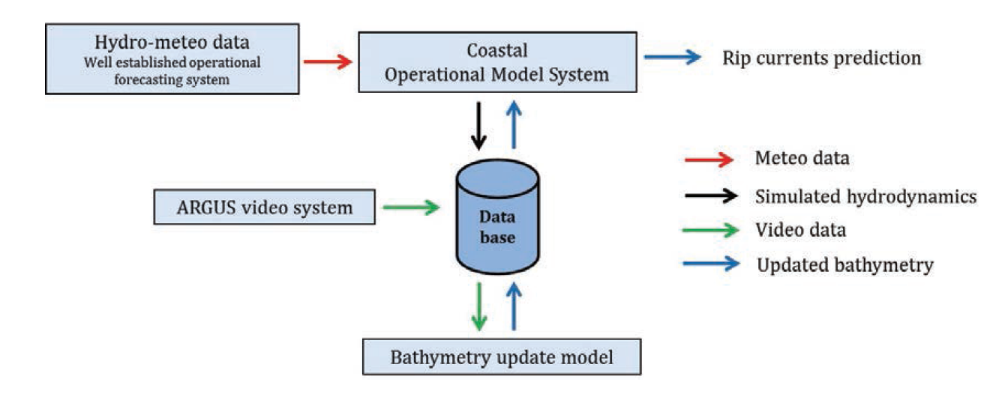 Hydro-meteo data
Well established operational
forecasting system
Coastal
Operational Model System
Rip currents prediction
ARGUS video system
Data
base
Meteo data
Simulated hydrodynamics
Video data
Updated bathymetry
Bathymetry update model